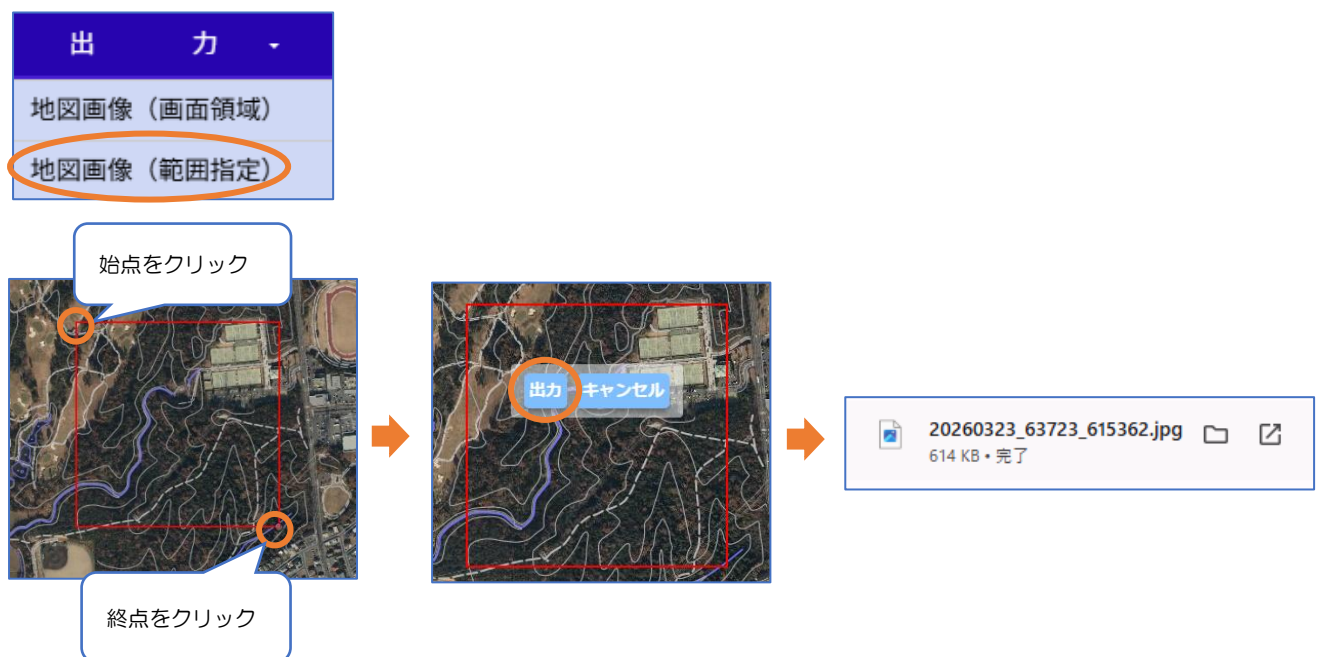 出　　　力
地図画像（画面領域）
地図画像（範囲指定）
始点をクリック
終点をクリック
出力 キャンセル
20260323_63723_615362.jpg
614 KB • 完了